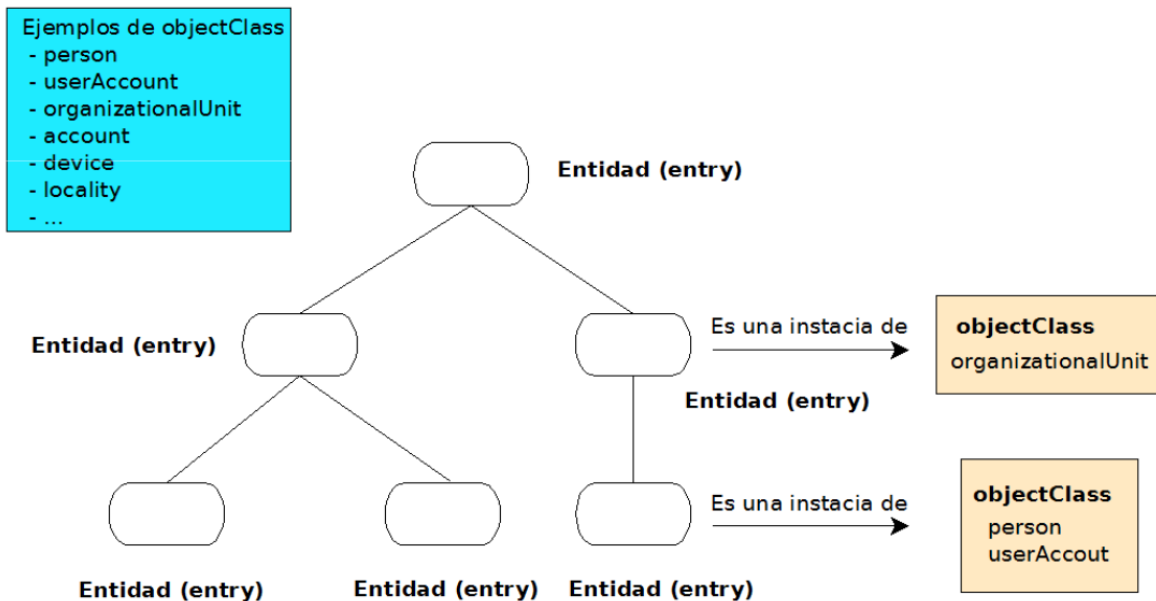 Ejemplos de objectClass
- person
- userAccount
- organizationalUnit
- account
- device
- locality
- ...
Entidad (entry)
Entidad (entry)
Es una instacia de
objectClass
organizationalUnit
Entidad (entry)
Es una instacia de
objectClass
person
userAccout
Entidad (entry)
Entidad (entry)
Entidad (entry)